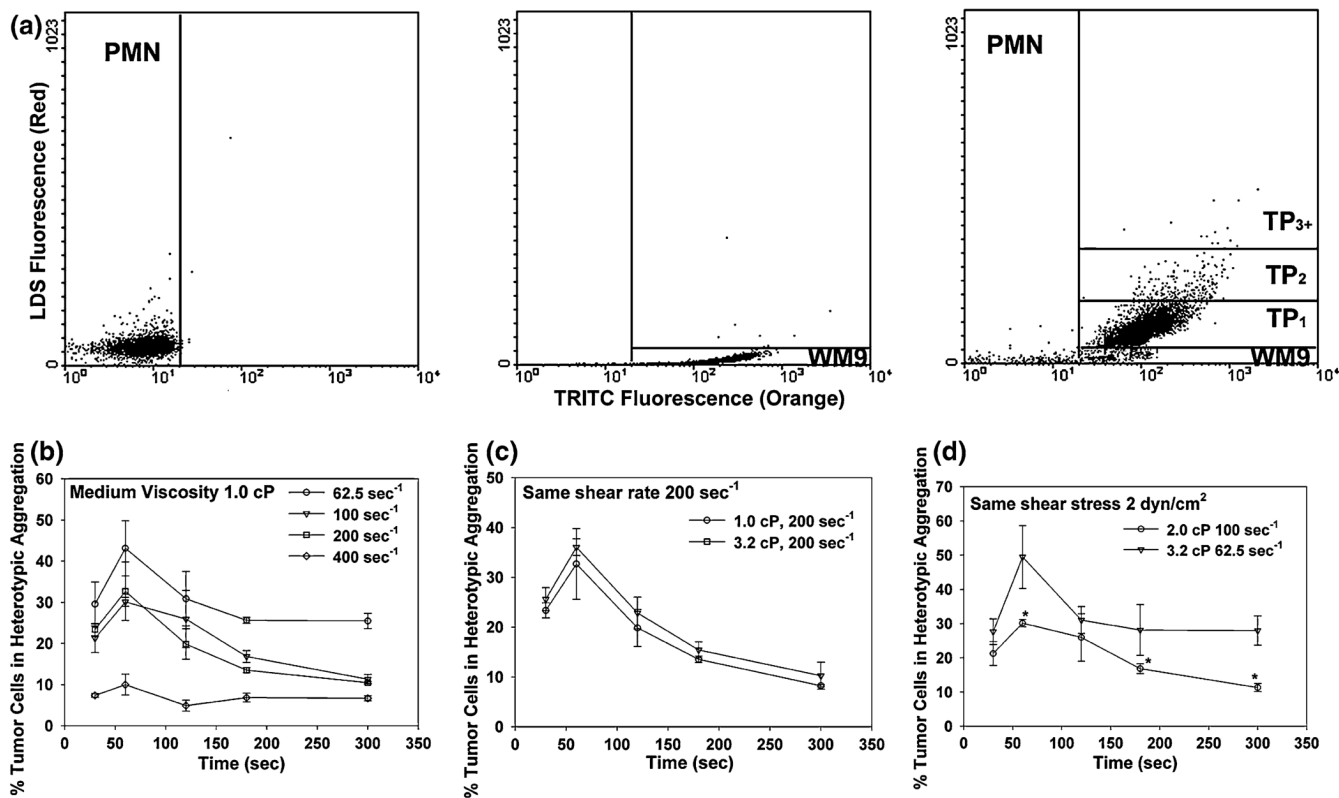 (a)
PMN
PMN
TP3+
TP2
TP1
WM9
WM9
LDS Fluorescence (Red)
1023
0
10⁰ 10¹ 10² 10³ 10⁴
1023
0
10⁰ 10¹ 10² 10³ 10⁴
1023
0
10⁰ 10¹ 10² 10³ 10⁴
TRITC Fluorescence (Orange)
(b)
% Tumor Cells in Heterotypic Aggregation
Medium Viscosity 1.0 cP
62.5 sec⁻¹
100 sec⁻¹
200 sec⁻¹
400 sec⁻¹
60
50
40
30
20
10
0
0 50 100 150 200 250 300 350
Time (sec)
(c)
% Tumor Cells in Heterotypic Aggregation
Same shear rate 200 sec⁻¹
1.0 cP, 200 sec⁻¹
3.2 cP, 200 sec⁻¹
50
40
30
20
10
0
0 50 100 150 200 250 300 350
Time (sec)
(d)
% Tumor Cells in Heterotypic Aggregation
Same shear stress 2 dyn/cm²
2.0 cP 100 sec⁻¹
3.2 cP 62.5 sec⁻¹
70
60
50
40
30
20
10
0
*
*
*
0 50 100 150 200 250 300 350
Time (sec)